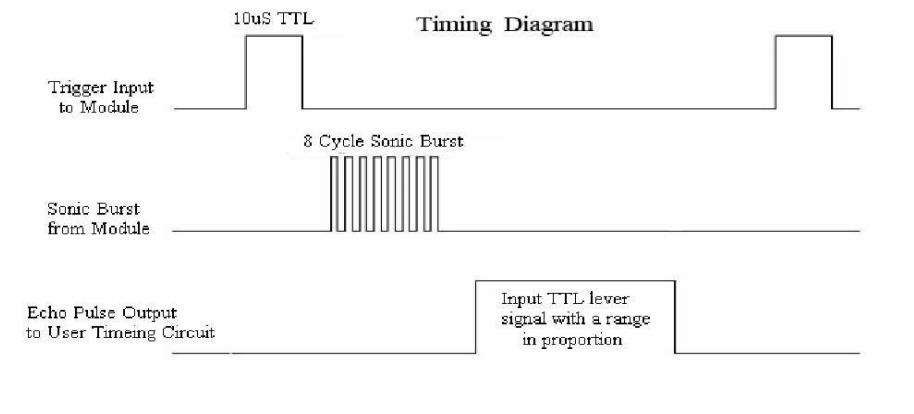 10uS TTL
Timing Diagram
Trigger Input
to Module
8 Cycle Sonic Burst
Sonic Burst
from Module
Echo Pulse Output
to User Timeing Circuit
Input TTL lever
signal with a range
in proportion